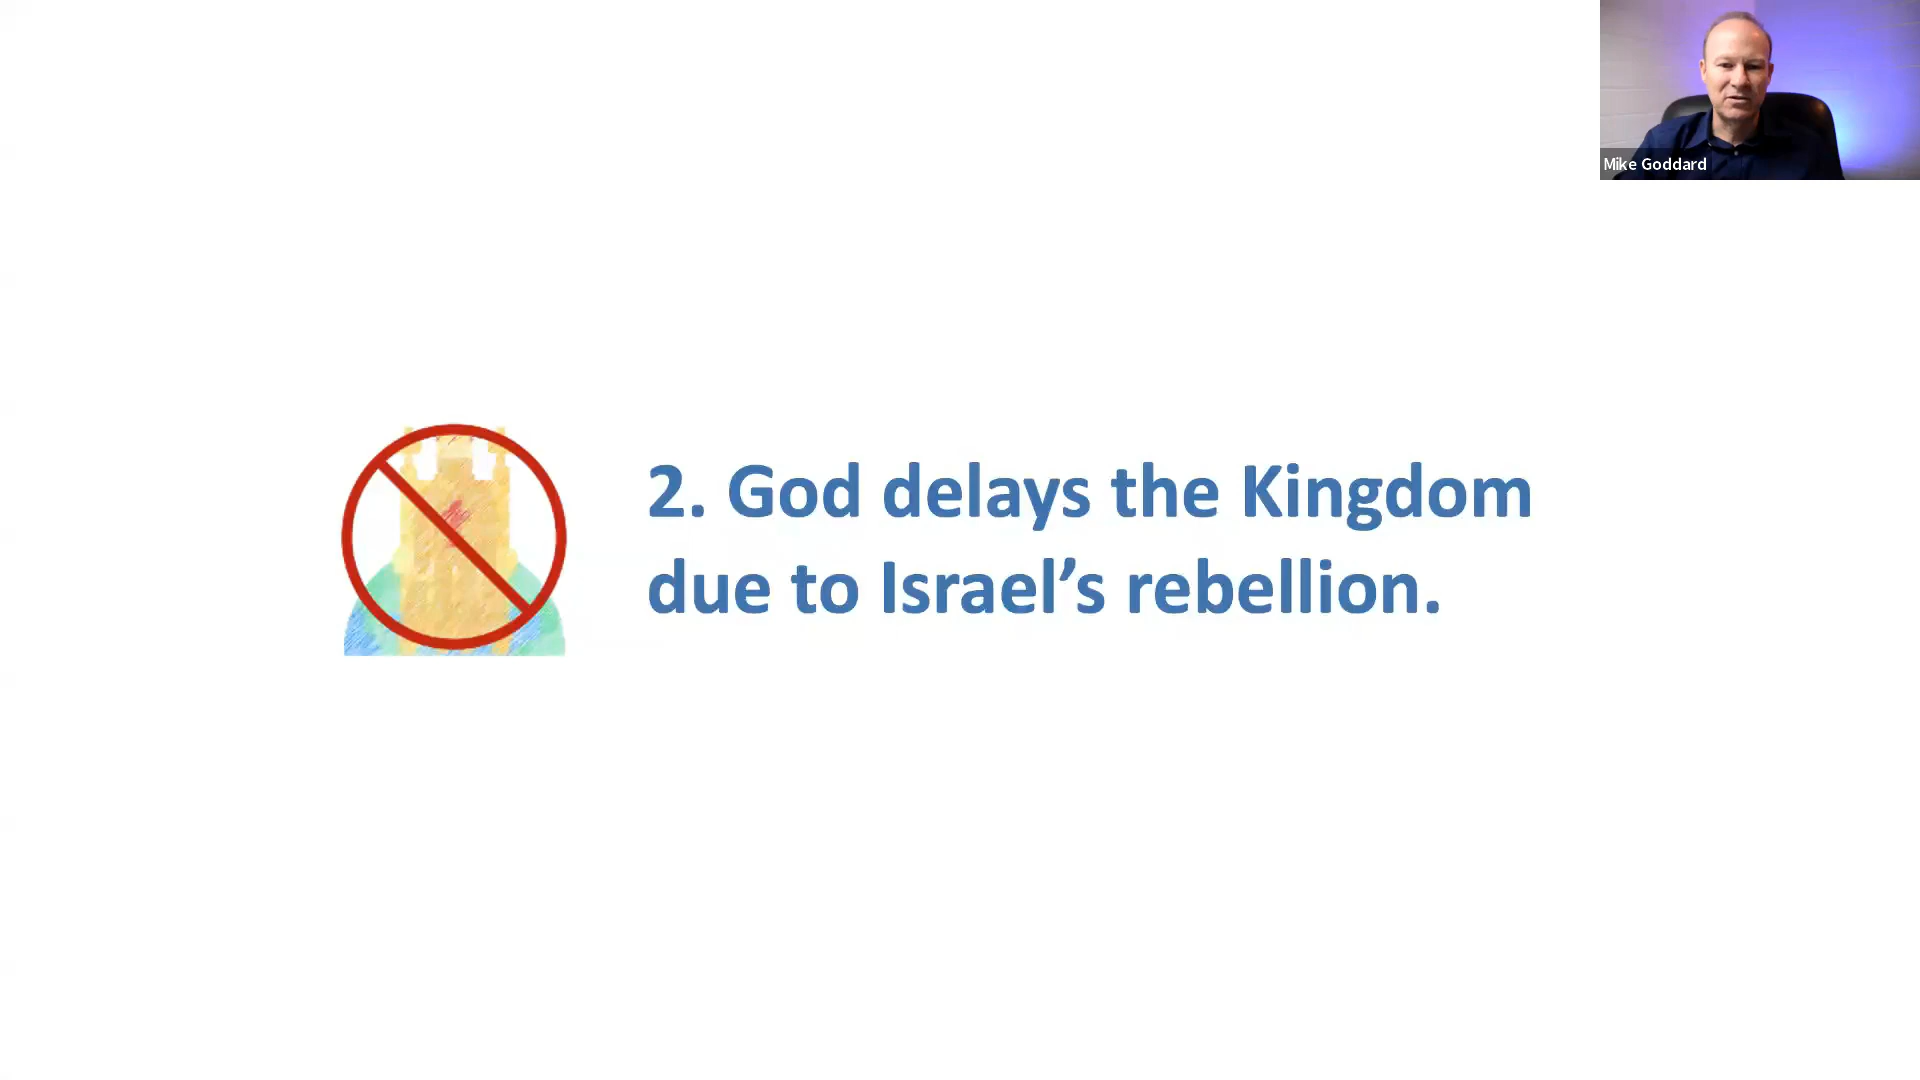 Mike Goddard
2. God delays the Kingdom
due to Israel’s rebellion.